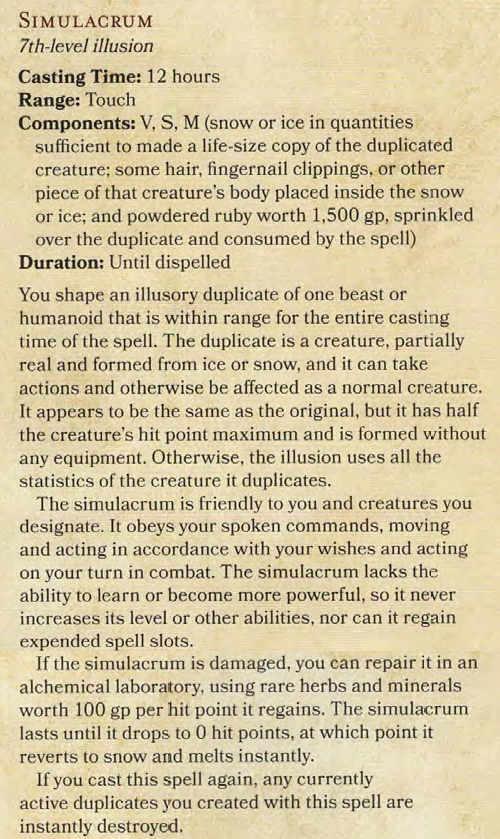 SIMULACRUM
7th-level illusion
Casting Time: 12 hours
Range: Touch
Components: V, S, M (snow or ice in quantities
sufficient to made a life-size copy of the duplicated
creature; some hair, fingernail clippings, or other
piece of that creature's body placed inside the snow
or ice; and powdered ruby worth 1,500 gp, sprinkled
over the duplicate and consumed by the spell)
Duration: Until dispelled
You shape an illusory duplicate of one beast or
humanoid that is within range for the entire casting
time of the spell. The duplicate is a creature, partially
real and formed from ice or snow, and it can take
actions and otherwise be affected as a normal creature.
It appears to be the same as the original, but it has half
the creature's hit point maximum and is formed without
any equipment. Otherwise, the illusion uses all the
statistics of the creature it duplicates.
The simulacrum is friendly to you and creatures you
designate. It obeys your spoken commands, moving
and acting in accordance with your wishes and acting
on your turn in combat. The simulacrum lacks the
ability to learn or become more powerful, so it never
increases its level or other abilities, nor can it regain
expended spell slots.
If the simulacrum is damaged, you can repair it in an
alchemical laboratory, using rare herbs and minerals
worth 100 gp per hit point it regains. The simulacrum
lasts until it drops to 0 hit points, at which point it
reverts to snow and melts instantly.
If you cast this spell again, any currently
active duplicates you created with this spell are
instantly destroyed.